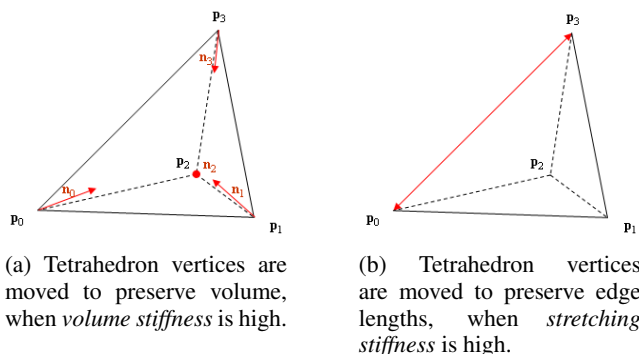 p3
n3
p2
n2
n0
n1
p0
p1
(a) Tetrahedron vertices are
moved to preserve volume,
when volume stiffness is high.
p3
p2
p0
p1
(b) Tetrahedron vertices
are moved to preserve edge
lengths, when stretching
stiffness is high.